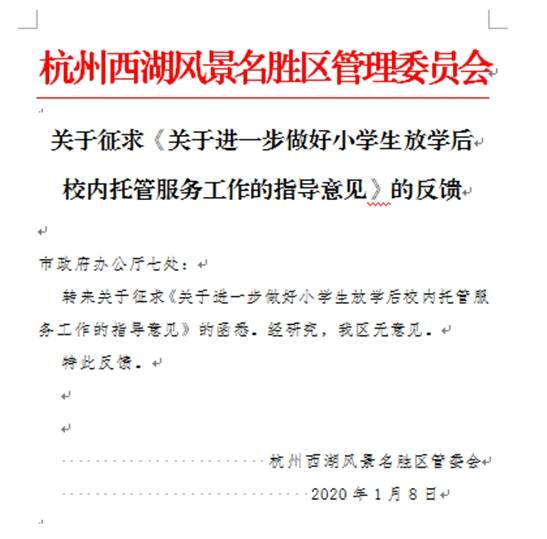 杭州西湖风景名胜区管理委员会
关于征求《关于进一步做好小学生放学后
校内托管服务工作的指导意见》的反馈
市政府办公厅七处：
转来关于征求《关于进一步做好小学生放学后校内托管服
务工作的指导意见》的函悉。经研究，我区无意见。
特此反馈。
杭州西湖风景名胜区管委会
2020 年 1 月 8 日